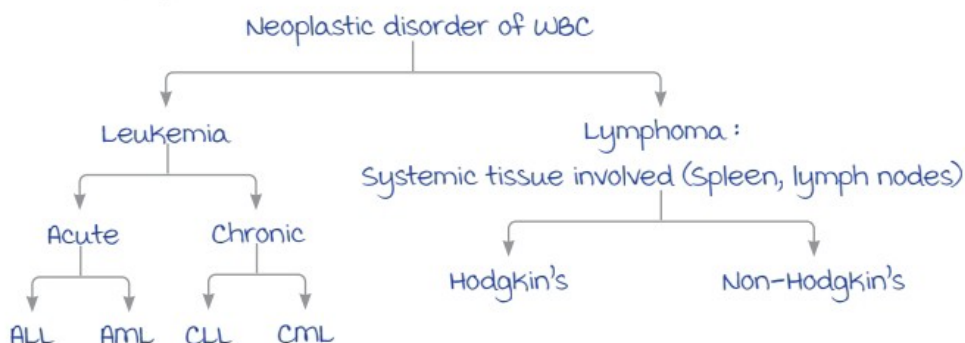 Neoplastic disorder of WBC
Leukemia
Lymphoma :
Systemic tissue involved (Spleen, lymph nodes)
Acute
Chronic
Hodgkin's
Non-Hodgkin's
ALL
AML
CLL
CML